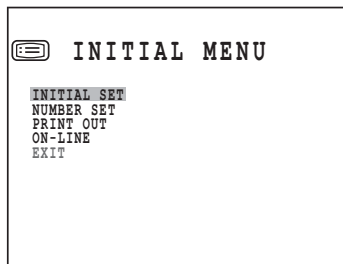 INITIAL MENU
INITIAL SET
NUMBER SET
PRINT OUT
ON-LINE
EXIT